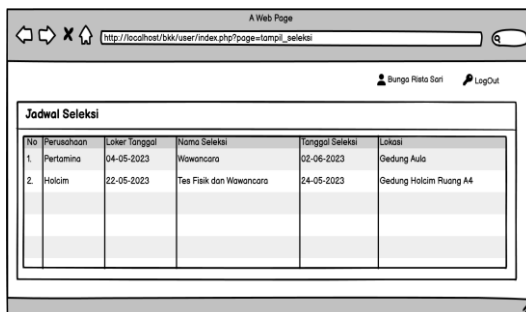 A Web Page
http://localhost/bkk/user/index.php?page=tampil_seleksi
Bunga Rista Sari LogOut
Jadwal Seleksi
No Perusahaan Loker Tanggal Nama Seleksi Tanggal Seleksi Lokasi
1. Pertamina 04-05-2023 Wawancara 02-06-2023 Gedung Aula
2. Holcim 22-05-2023 Tes Fisik dan Wawancara 24-05-2023 Gedung Holcim Ruang A4